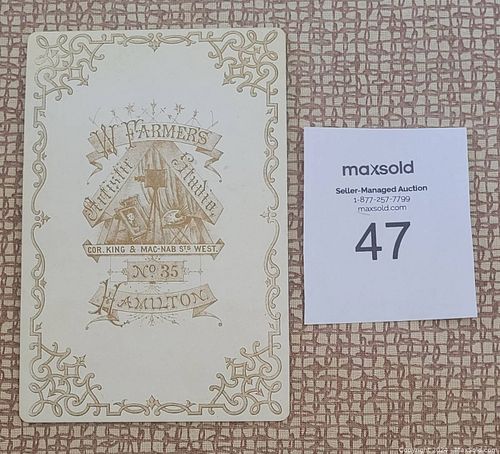 W. FARMER'S
Artistic Studio,
COR. KING & MAC-NAB STS WEST.
No 35
HAMILTON.
maxsold
Seller-Managed Auction
1-877-257-7799
maxsold.com
47